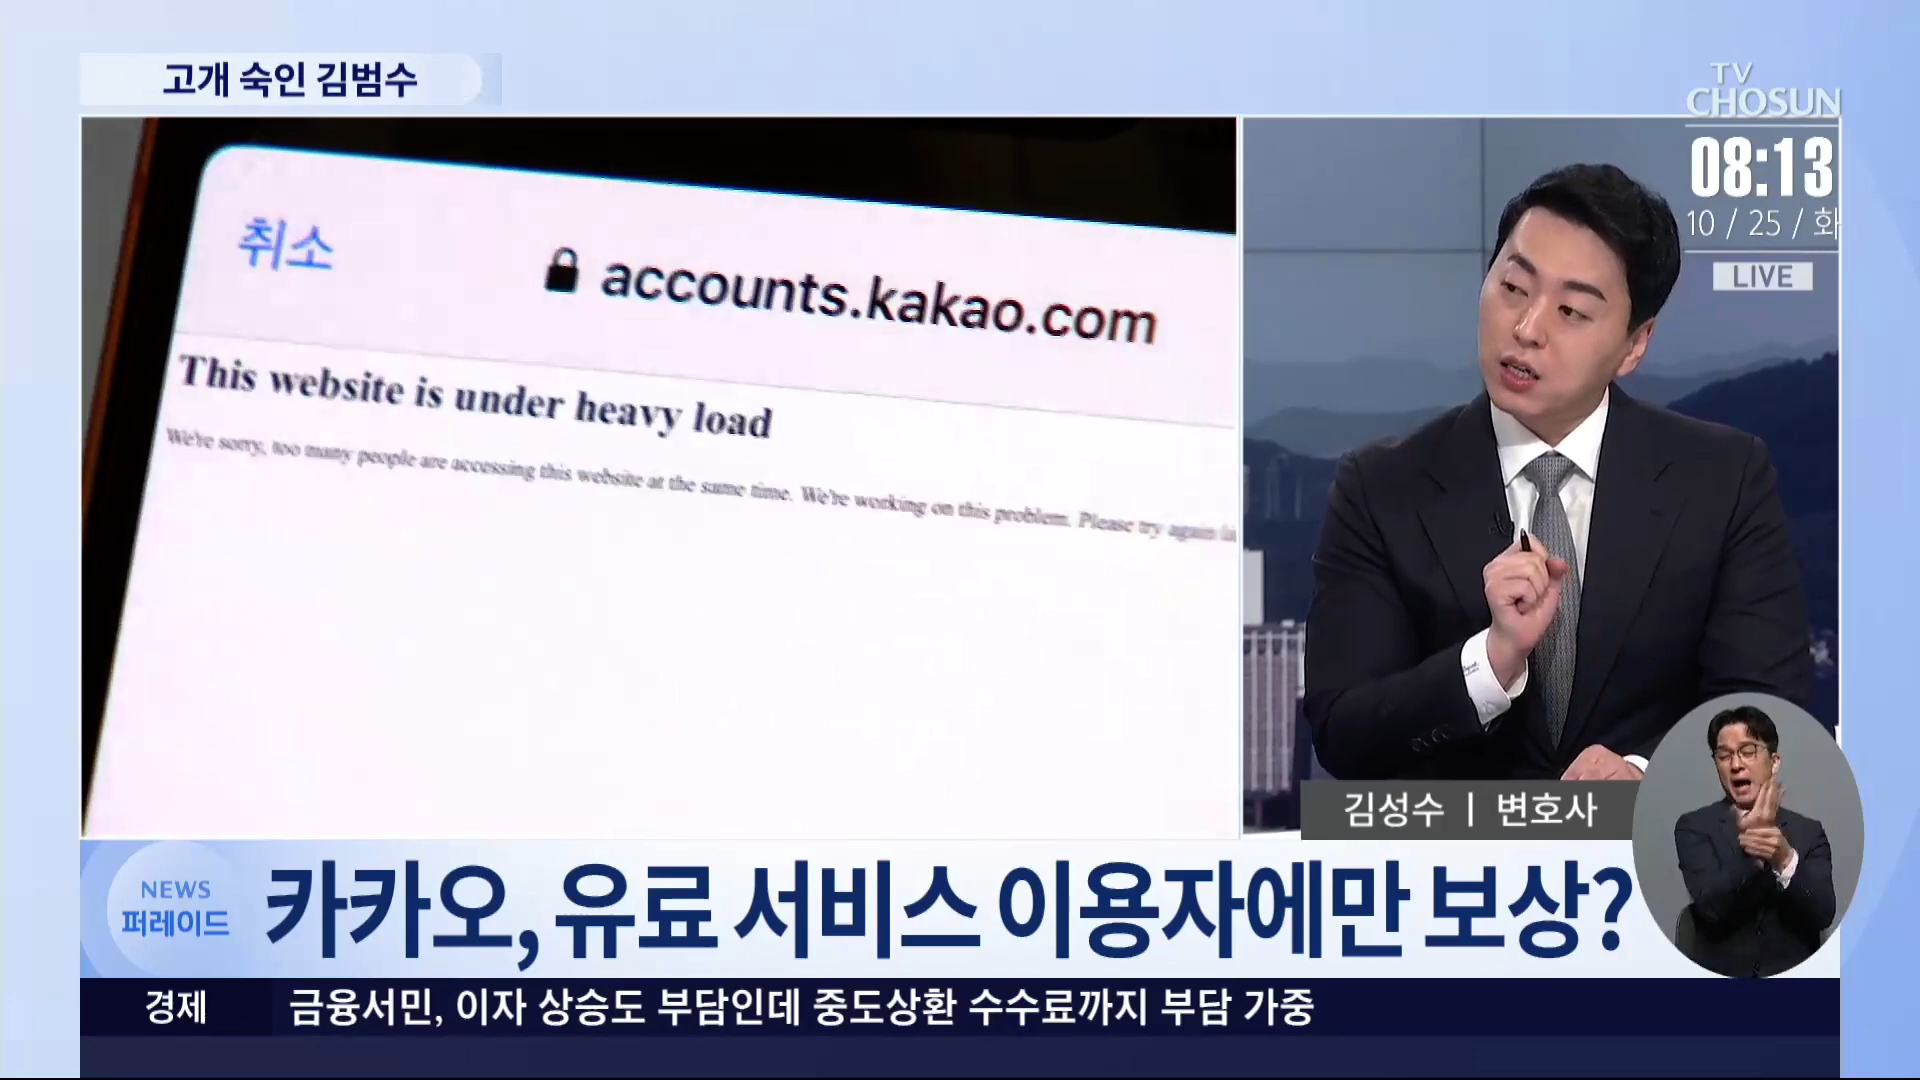 고개 숙인 김범수
TV
CHOSUN
08:13
10 / 25 / 화
LIVE
취소
accounts.kakao.com
This website is under heavy load
We're sorry, too many people are accessing this website at the same time. We're working on this problem. Please try again
김성수 | 변호사
NEWS
퍼레이드
카카오, 유료 서비스 이용자에만 보상?
경제
금융서민, 이자 상승도 부담인데 중도상환 수수료까지 부담 가중